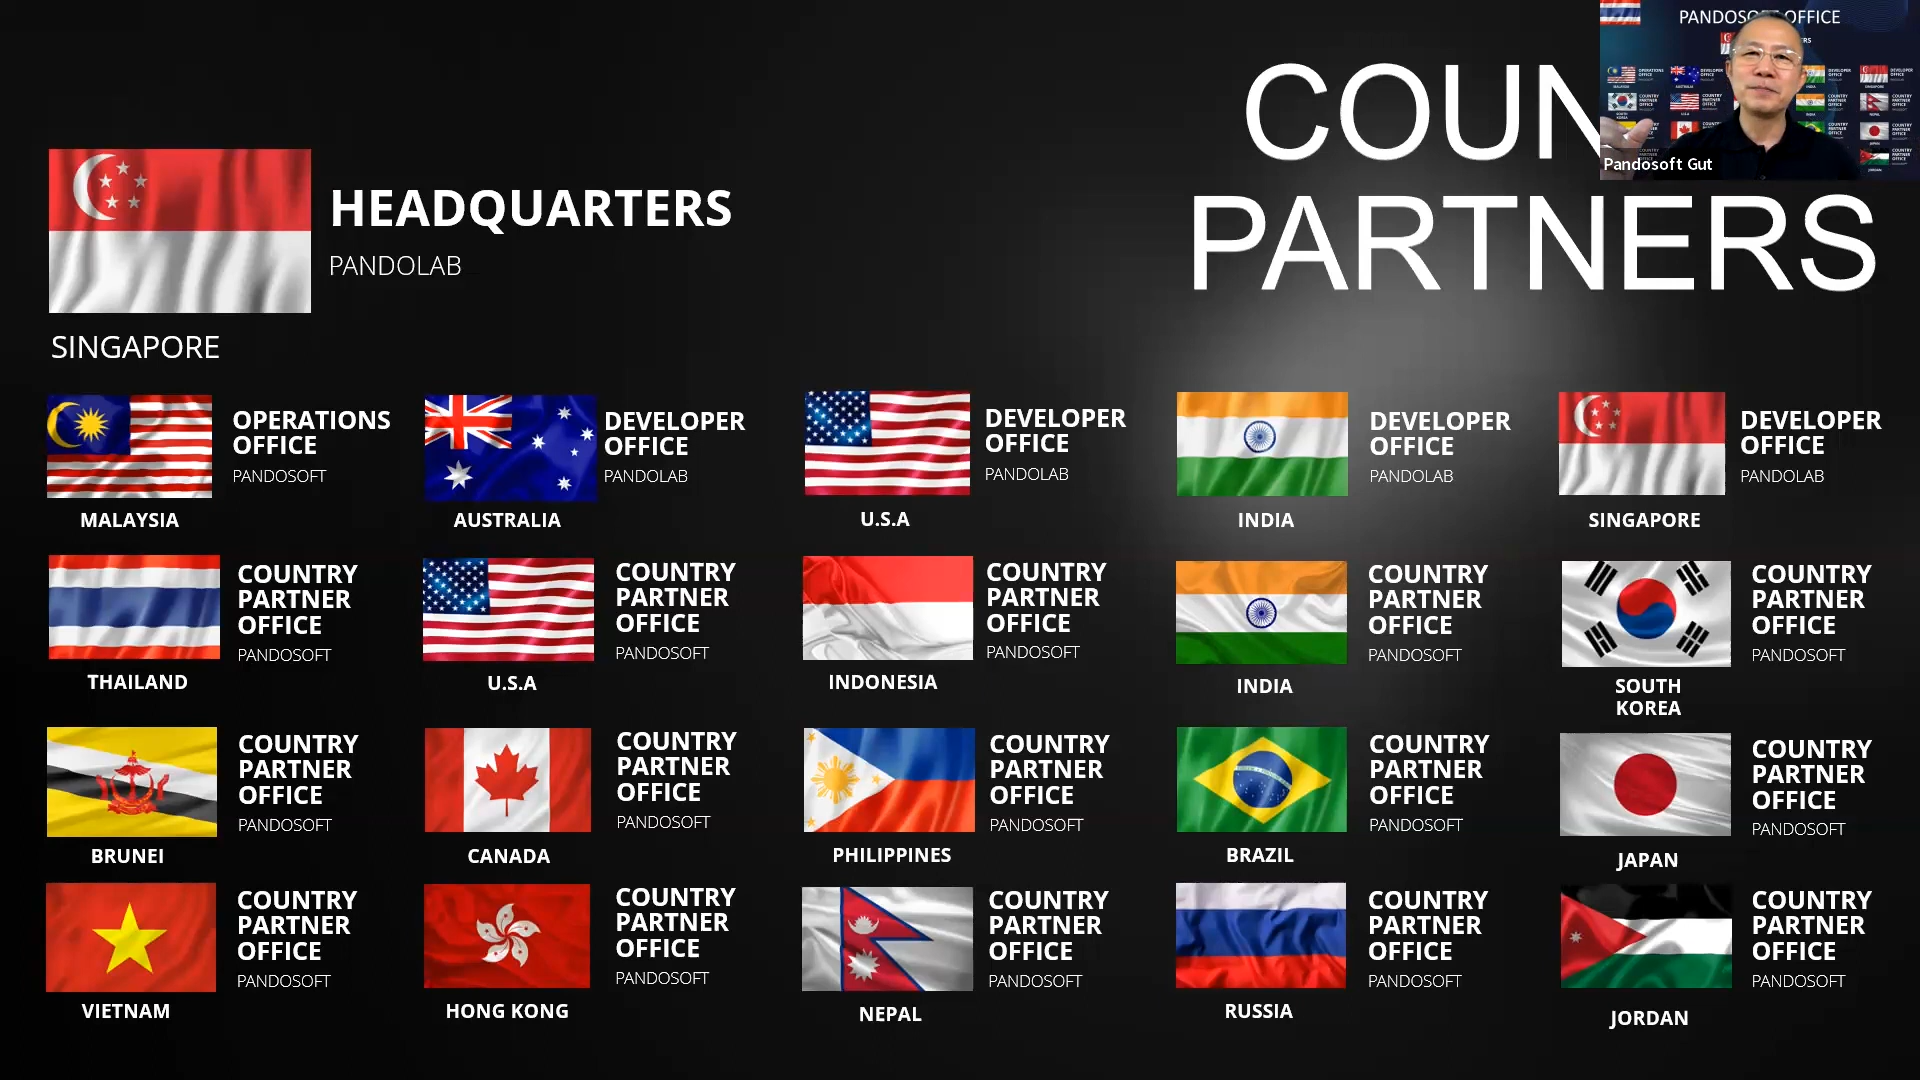 PANDOSOFT OFFICE
COUN
Pandosoft Gut
PARTNERS
HEADQUARTERS
PANDOLAB
SINGAPORE
OPERATIONS
OFFICE
PANDOSOFT
MALAYSIA
DEVELOPER
OFFICE
PANDOLAB
AUSTRALIA
DEVELOPER
OFFICE
PANDOLAB
U.S.A
DEVELOPER
OFFICE
PANDOLAB
INDIA
DEVELOPER
OFFICE
PANDOLAB
SINGAPORE
COUNTRY
PARTNER
OFFICE
PANDOSOFT
THAILAND
COUNTRY
PARTNER
OFFICE
PANDOSOFT
U.S.A
COUNTRY
PARTNER
OFFICE
PANDOSOFT
INDONESIA
COUNTRY
PARTNER
OFFICE
PANDOSOFT
INDIA
COUNTRY
PARTNER
OFFICE
PANDOSOFT
SOUTH
KOREA
COUNTRY
PARTNER
OFFICE
PANDOSOFT
BRUNEI
COUNTRY
PARTNER
OFFICE
PANDOSOFT
CANADA
COUNTRY
PARTNER
OFFICE
PANDOSOFT
PHILIPPINES
COUNTRY
PARTNER
OFFICE
PANDOSOFT
BRAZIL
COUNTRY
PARTNER
OFFICE
PANDOSOFT
JAPAN
COUNTRY
PARTNER
OFFICE
PANDOSOFT
VIETNAM
COUNTRY
PARTNER
OFFICE
PANDOSOFT
HONG KONG
COUNTRY
PARTNER
OFFICE
PANDOSOFT
NEPAL
COUNTRY
PARTNER
OFFICE
PANDOSOFT
RUSSIA
COUNTRY
PARTNER
OFFICE
PANDOSOFT
JORDAN